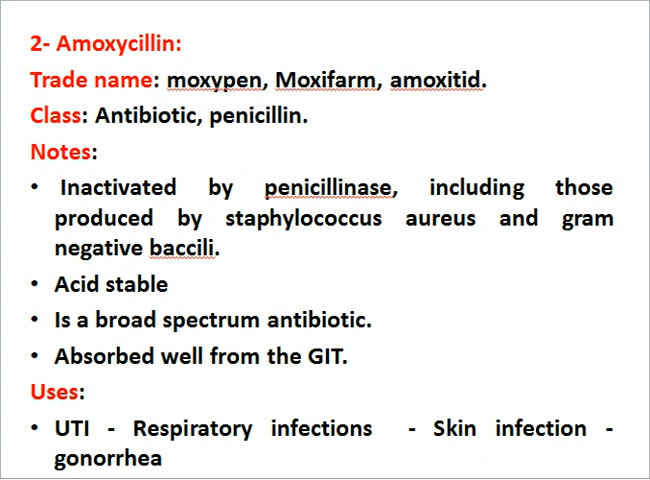 2- Amoxycillin:
Trade name: moxypen, Moxifarm, amoxitid.
Class: Antibiotic, penicillin.
Notes:
• Inactivated by penicillinase, including those
produced by staphylococcus aureus and gram
negative baccili.
• Acid stable
• Is a broad spectrum antibiotic.
• Absorbed well from the GIT.
Uses:
• UTI - Respiratory infections - Skin infection -
gonorrhea